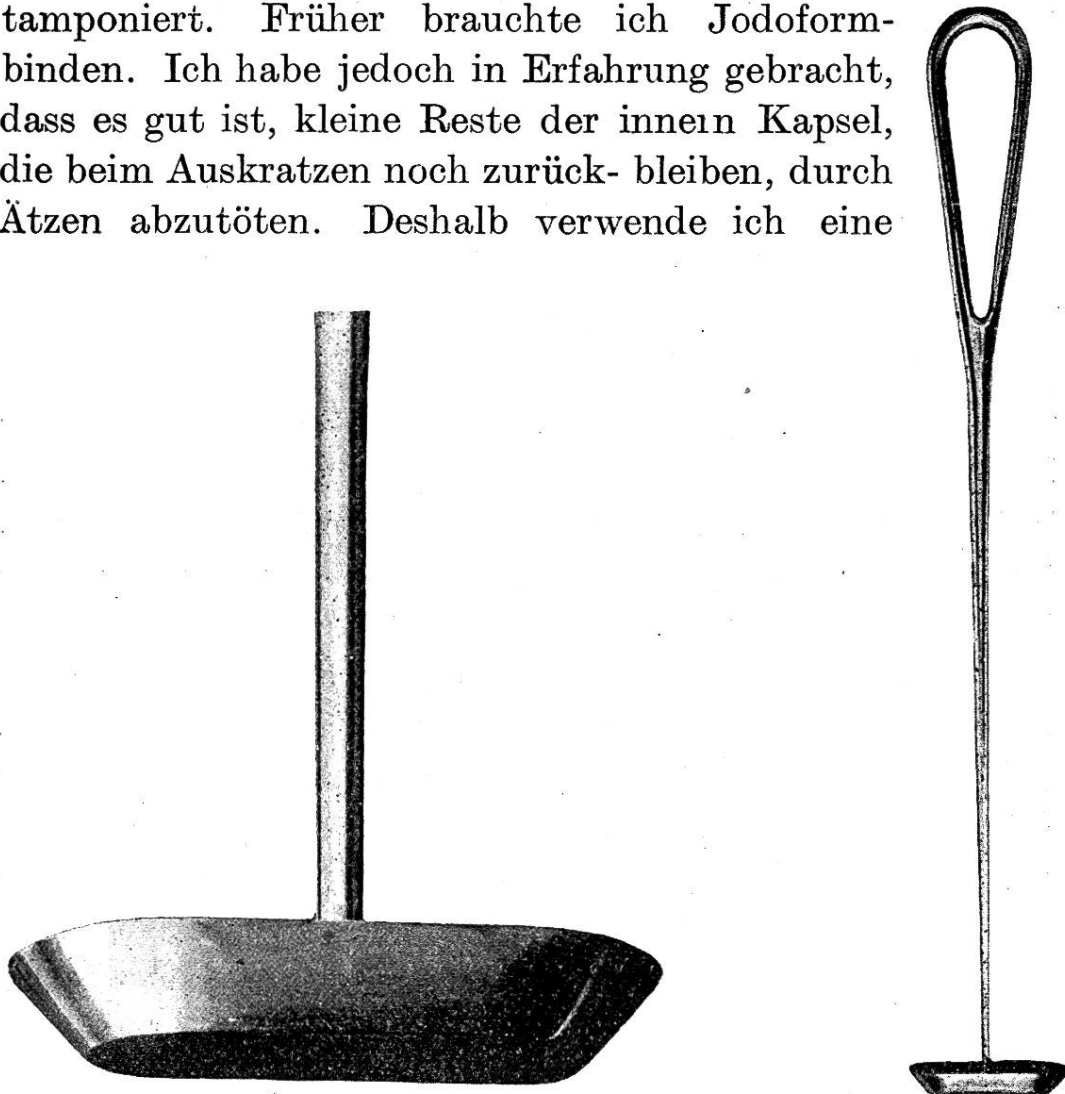 tamponiert. Früher brauchte ich Jodoform-
binden. Ich habe jedoch in Erfahrung gebracht,
dass es gut ist, kleine Reste der innern Kapsel,
die beim Auskratzen noch zurück- bleiben, durch
Ätzen abzutöten. Deshalb verwende ich eine